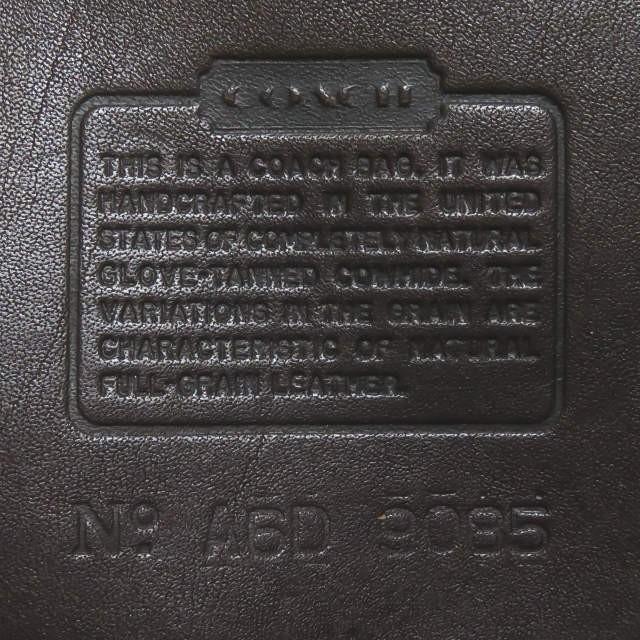 COACH
THIS IS A COACH BAG. IT WAS
HANDCRAFTED IN THE UNITED
STATES OF COMPLETELY NATURAL
GLOVE-TANNED COWHIDE. THE
VARIATIONS IN THE GRAIN ARE
CHARACTERISTIC OF NATURAL
FULL-GRAIN LEATHER.
Nº A6D 9085